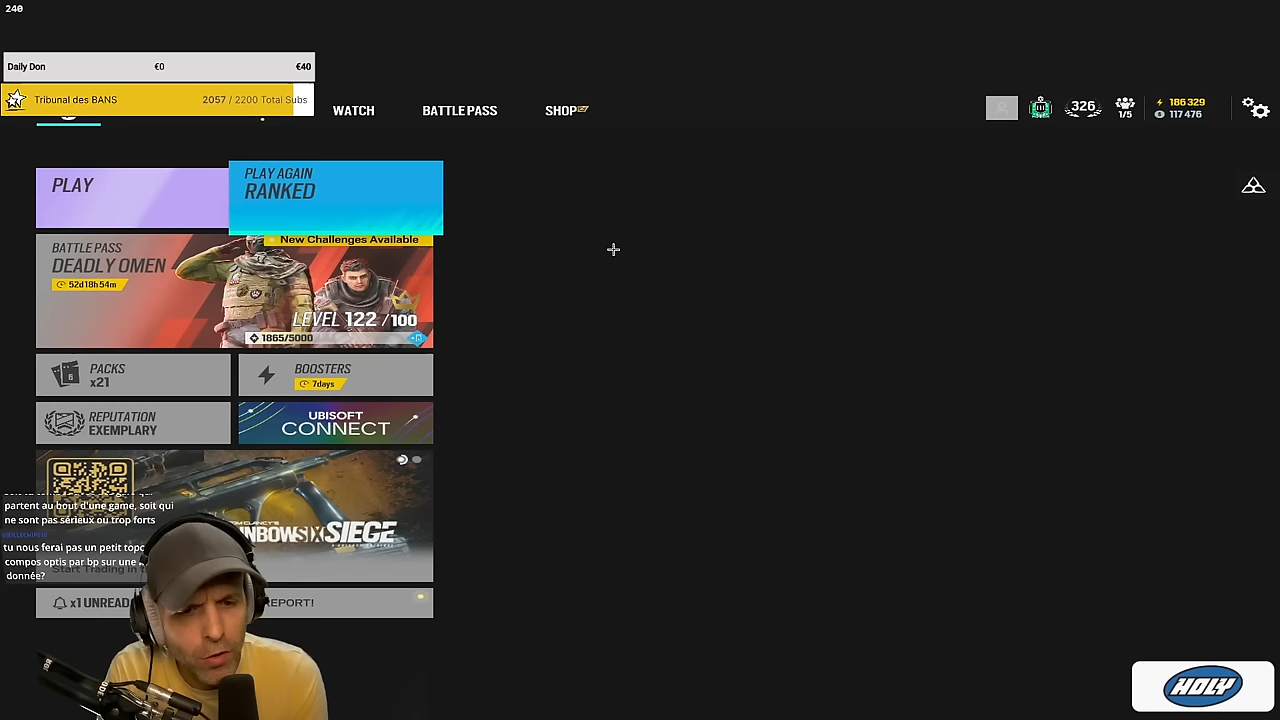 240
Daily Don €0 €40
Tribunal des BANS 2057 / 2200 Total Subs
WATCH
BATTLE PASS
SHOP
326
1/5
186 329
117 476
PLAY
PLAY AGAIN
RANKED
New Challenges Available
BATTLE PASS
DEADLY OMEN
52d18h54m
LEVEL 122 / 100
1865/5000
PACKS
x21
BOOSTERS
7days
REPUTATION
EXEMPLARY
UBISOFT
CONNECT
SIEGE
partent au bout d'une game, soit qui
ne sont pas sérieux ou trop forts
tu nous ferai pas un petit topo
compos optis par bp sur une
donnée?
Start Trading in
x1 UNREAD
REPORT!
HOLY